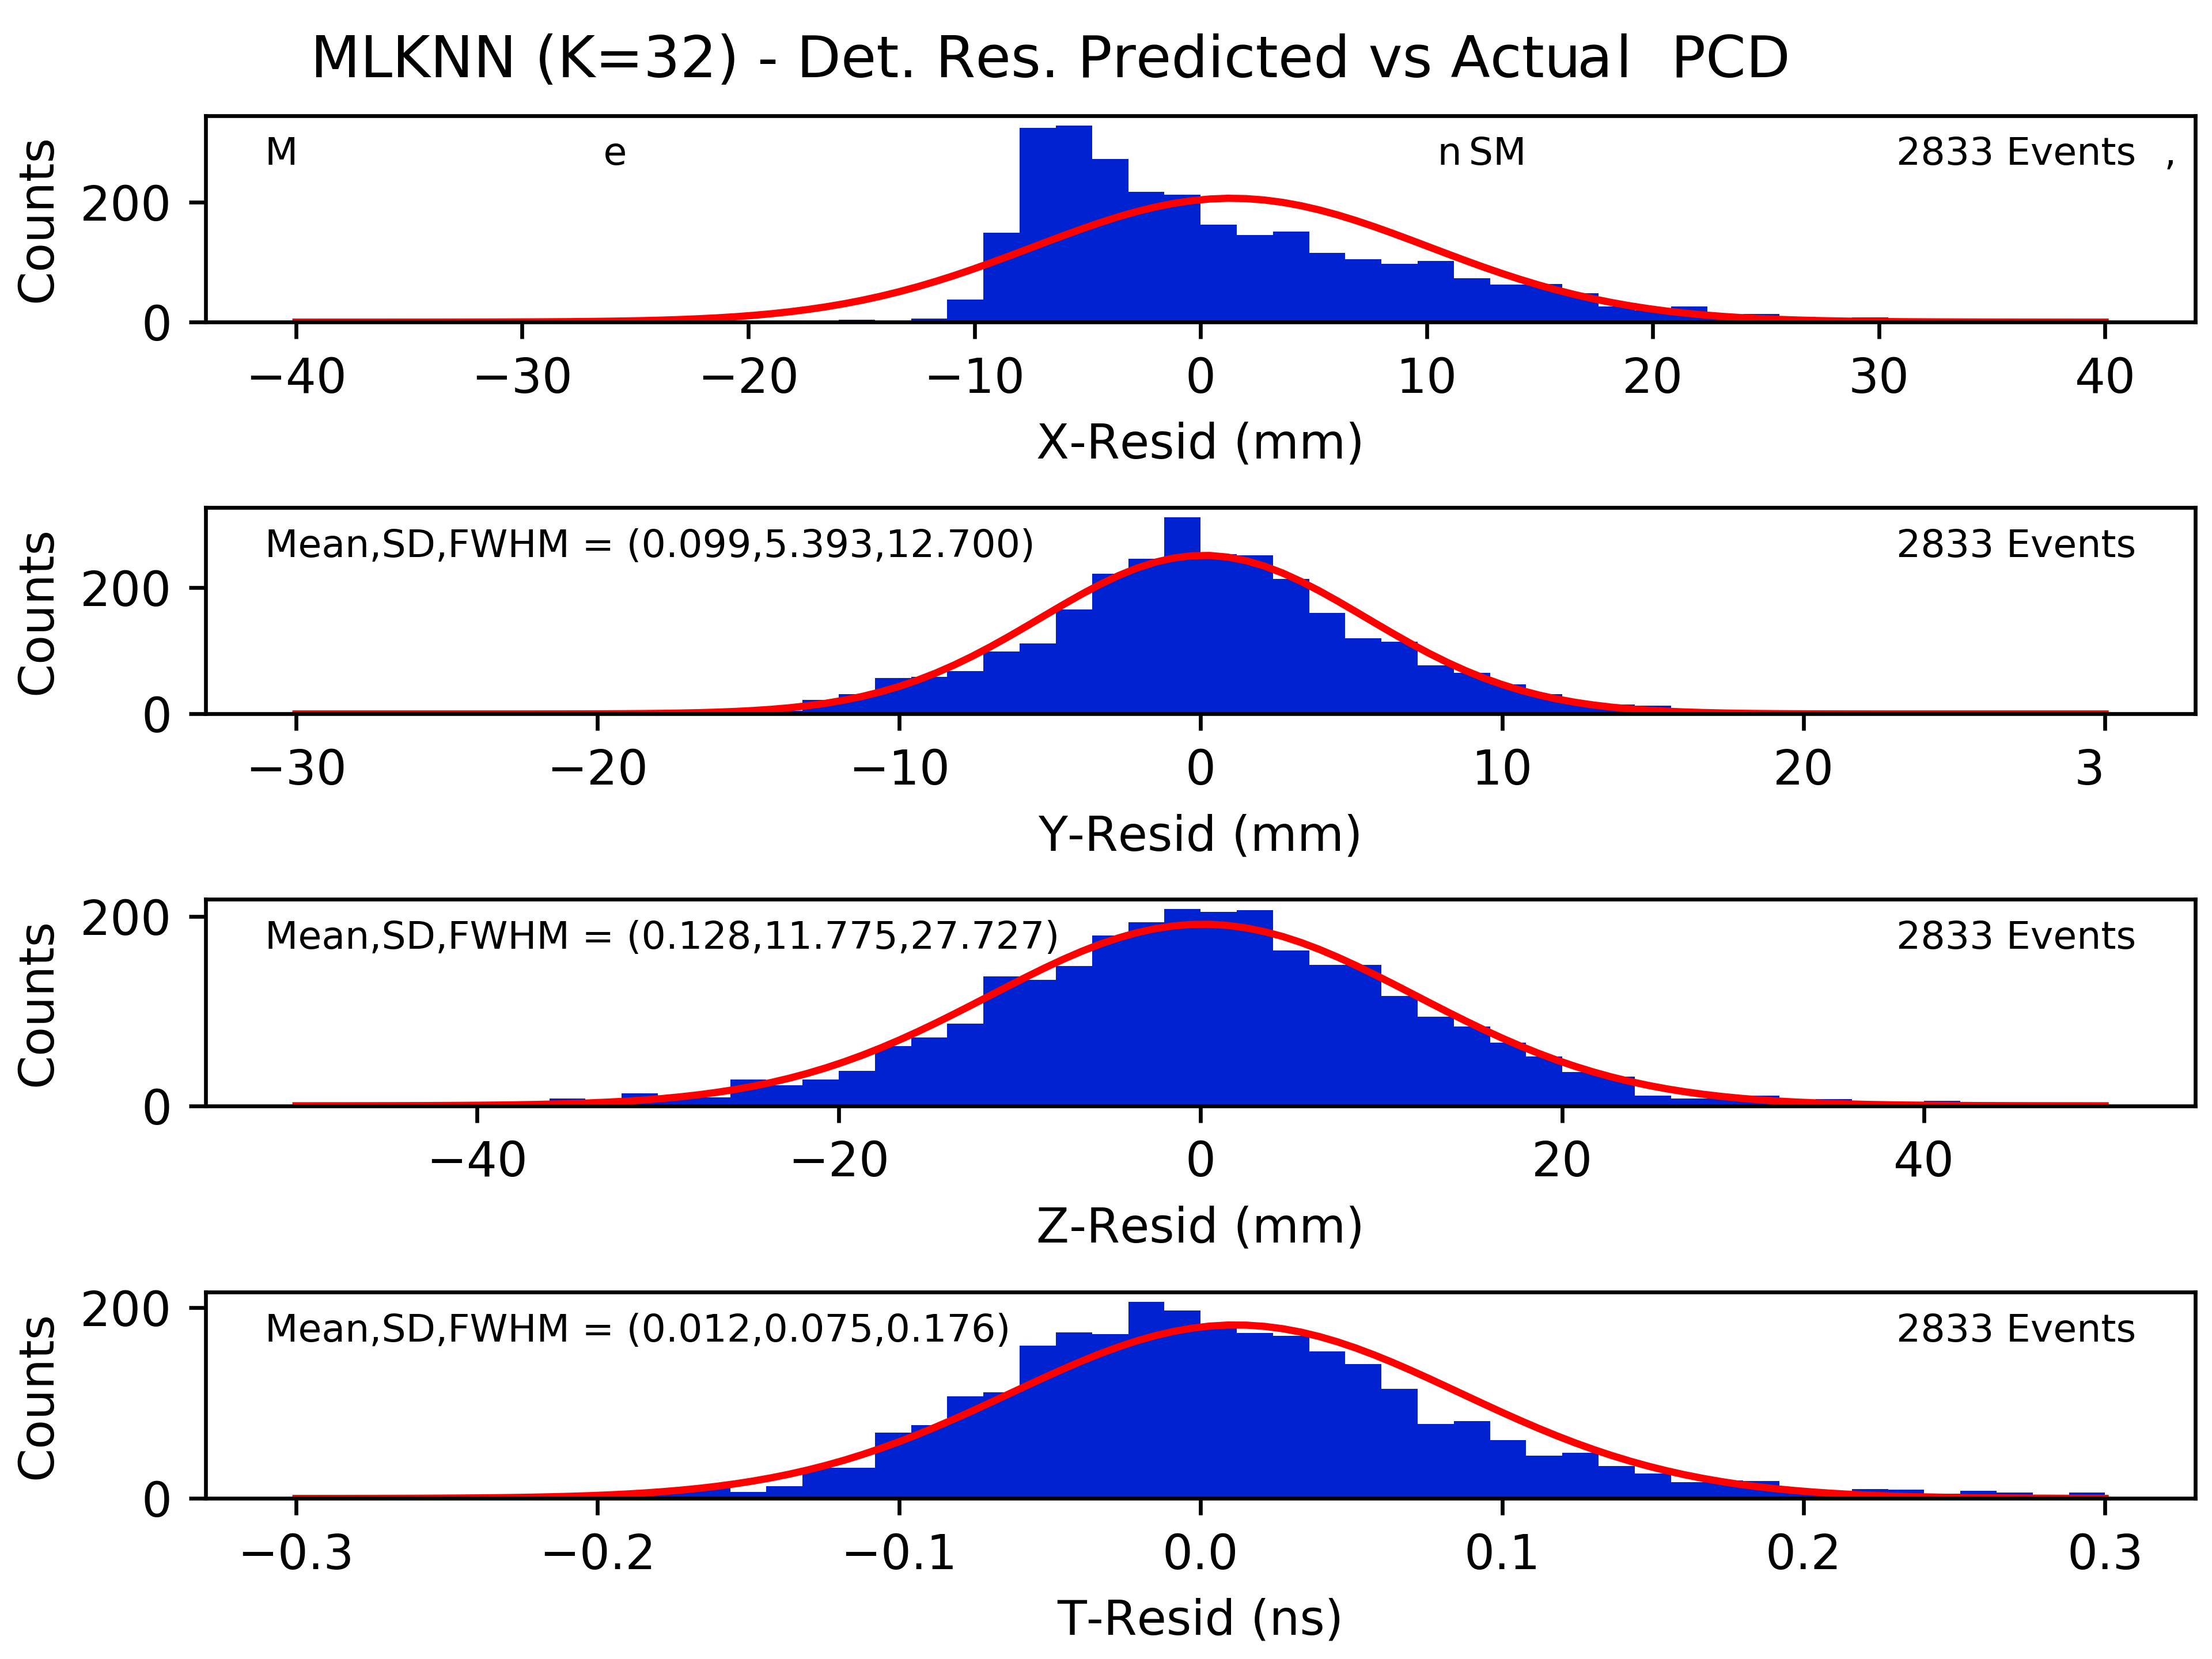 MLKNN (K=32) - Det. Res. Predicted vs Actual PCD
Counts
200
0
M e n SM 2833 Events ,
−40 −30 −20 −10 0 10 20 30 40
X-Resid (mm)
Counts
200
0
Mean,SD,FWHM = (0.099,5.393,12.700) 2833 Events
−30 −20 −10 0 10 20 3
Y-Resid (mm)
Counts
200
0
Mean,SD,FWHM = (0.128,11.775,27.727) 2833 Events
−40 −20 0 20 40
Z-Resid (mm)
Counts
200
0
Mean,SD,FWHM = (0.012,0.075,0.176) 2833 Events
−0.3 −0.2 −0.1 0.0 0.1 0.2 0.3
T-Resid (ns)